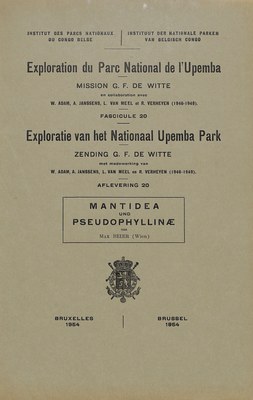 INSTITUT DES PARCS NATIONAUX
DU CONGO BELGE
INSTITUT DER NATIONALE PARKEN
VAN BELGISCH CONGO
Exploration du Parc National de l'Upemba
MISSION G. F. DE WITTE
en collaboration avec
W. ADAM, A. JANSSENS, L. VAN MEEL et R. VERHEYEN (1946-1949).
FASCICULE 20
Exploratie van het Nationaal Upemba Park
ZENDING G. F. DE WITTE
met medewerking van
W. ADAM, A. JANSSENS, L. VAN MEEL en R. VERHEYEN (1946-1949).
AFLEVERING 20
MANTIDEA
UND
PSEUDOPHYLLINÆ
VON
MAX BEIER (Wien)
BRUXELLES
1954
BRUSSEL
1954